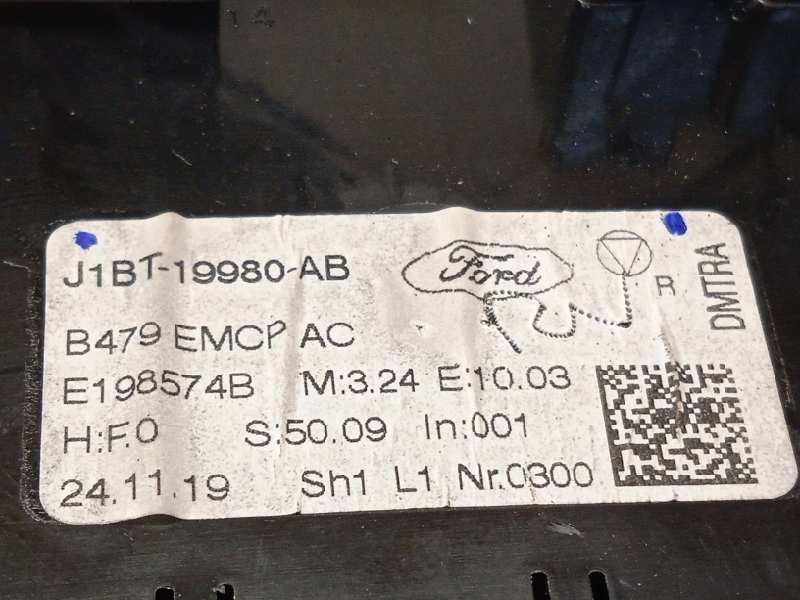 J1BT-19980-AB
Ford
R
DMTRA
B479 EMCP AC
E198574B M:3.24 E:10.03
H:F.0 S:50.09 In:001
24.11.19 Sh1 L1 Nr.0300